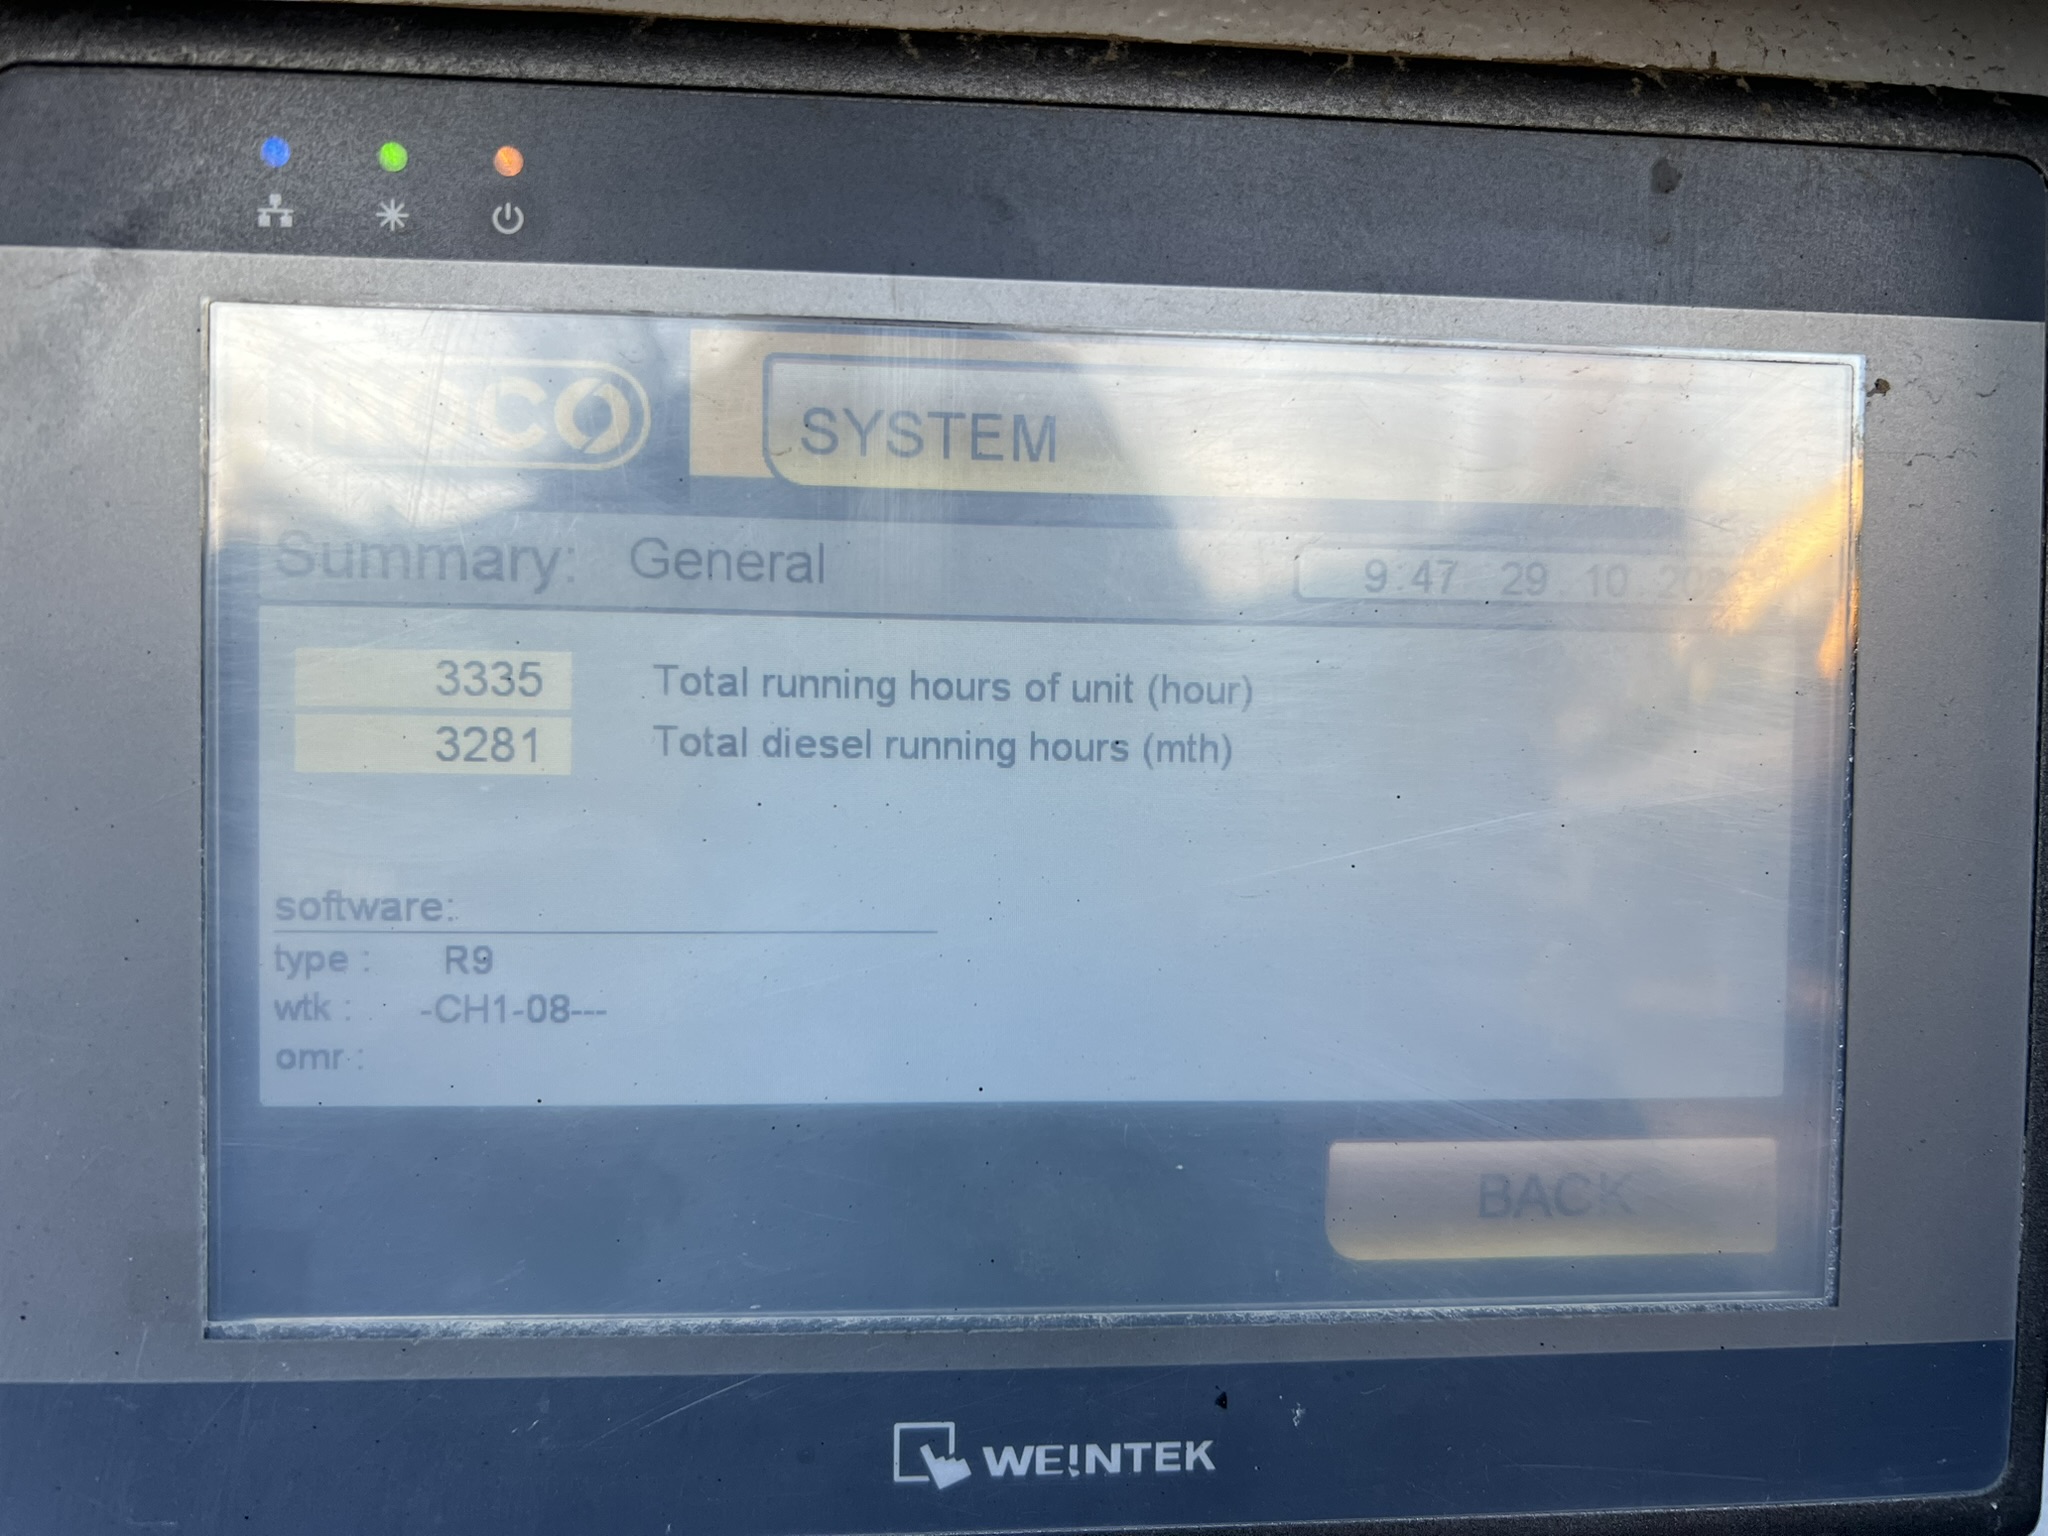 SYSTEM
Summary: General
9:47 29.10.
3335 Total running hours of unit (hour)
3281 Total diesel running hours (mth)
software:
type : R9
wtk : -CH1-08---
omr :
BACK
WEINTEK